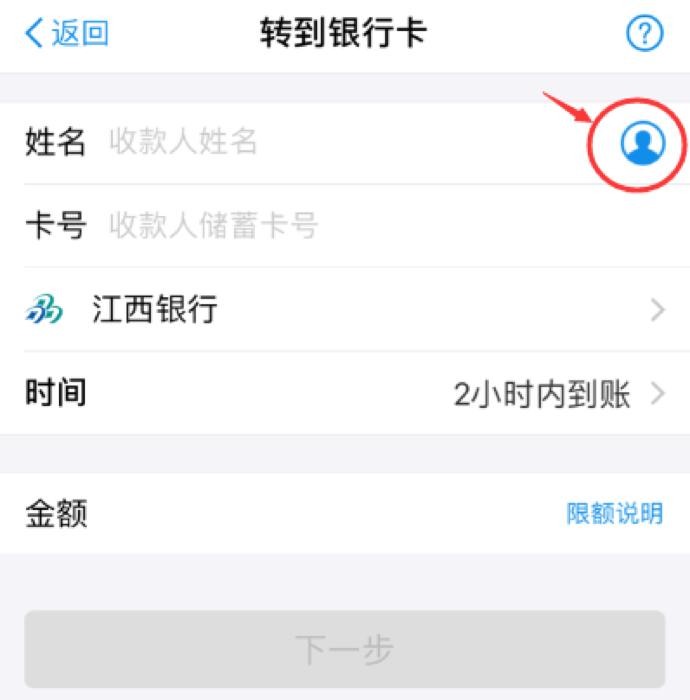 返回 转到银行卡 ?
姓名 收款人姓名
卡号 收款人储蓄卡号
江西银行
时间 2小时内到账
金额 限额说明
下一步